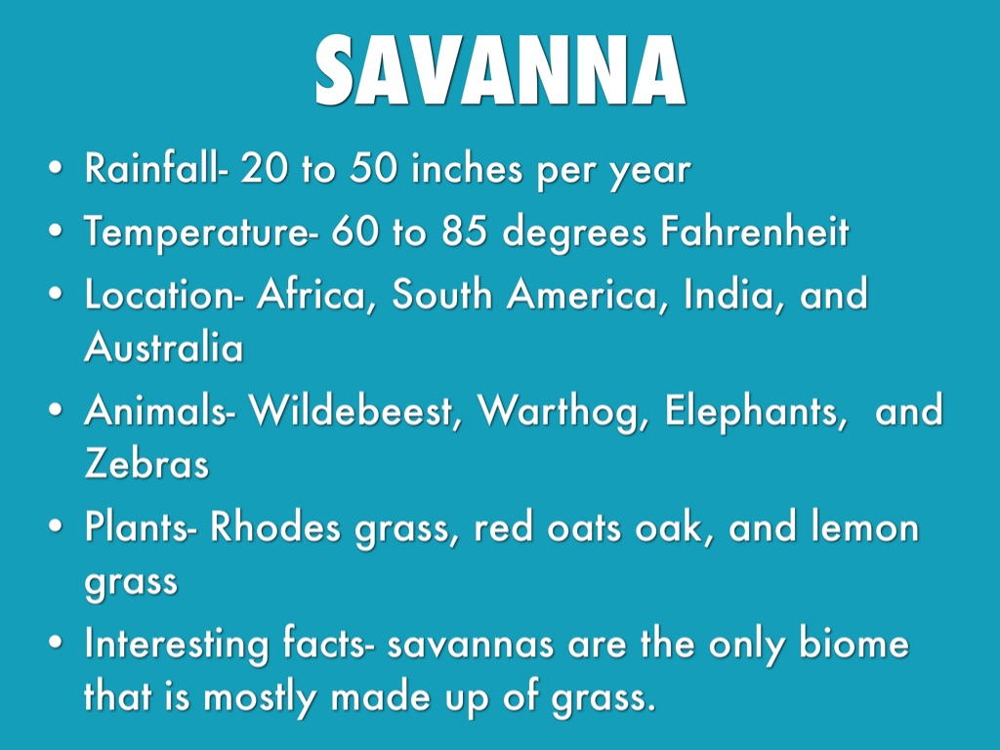 SAVANNA
• Rainfall- 20 to 50 inches per year
• Temperature- 60 to 85 degrees Fahrenheit
• Location- Africa, South America, India, and
Australia
• Animals- Wildebeest, Warthog, Elephants,  and
Zebras
• Plants- Rhodes grass, red oats oak, and lemon
grass
• Interesting facts- savannas are the only biome
that is mostly made up of grass.